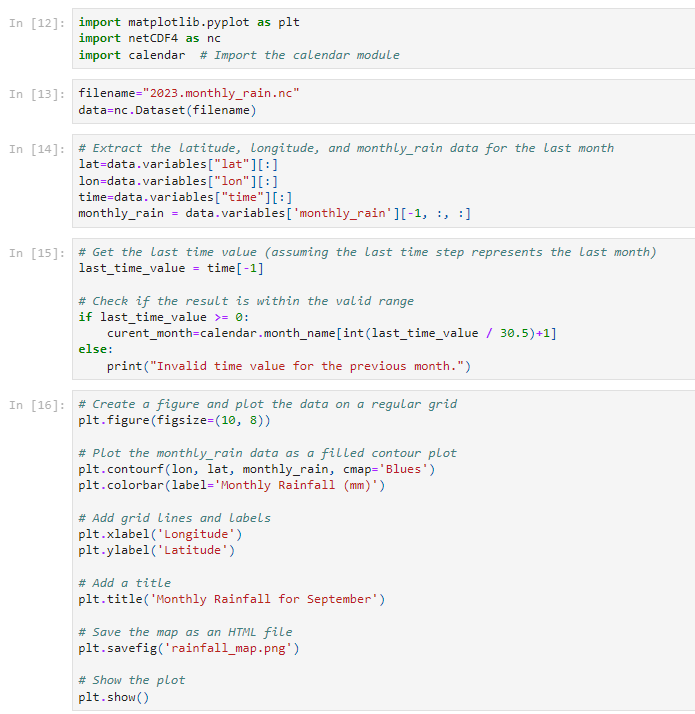 In [12]: import matplotlib.pyplot as plt
import netCDF4 as nc
import calendar  # Import the calendar module
In [13]: filename="2023.monthly_rain.nc"
data=nc.Dataset(filename)
In [14]: # Extract the latitude, longitude, and monthly_rain data for the last month
lat=data.variables["lat"][:]
lon=data.variables["lon"][:]
time=data.variables["time"][:]
monthly_rain = data.variables['monthly_rain'][-1, :, :]
In [15]: # Get the last time value (assuming the last time step represents the last month)
last_time_value = time[-1]

# Check if the result is within the valid range
if last_time_value >= 0:
    curent_month=calendar.month_name[int(last_time_value / 30.5)+1]
else:
    print("Invalid time value for the previous month.")
In [16]: # Create a figure and plot the data on a regular grid
plt.figure(figsize=(10, 8))

# Plot the monthly_rain data as a filled contour plot
plt.contourf(lon, lat, monthly_rain, cmap='Blues')
plt.colorbar(label='Monthly Rainfall (mm)')

# Add grid lines and labels
plt.xlabel('Longitude')
plt.ylabel('Latitude')

# Add a title
plt.title('Monthly Rainfall for September')

# Save the map as an HTML file
plt.savefig('rainfall_map.png')

# Show the plot
plt.show()